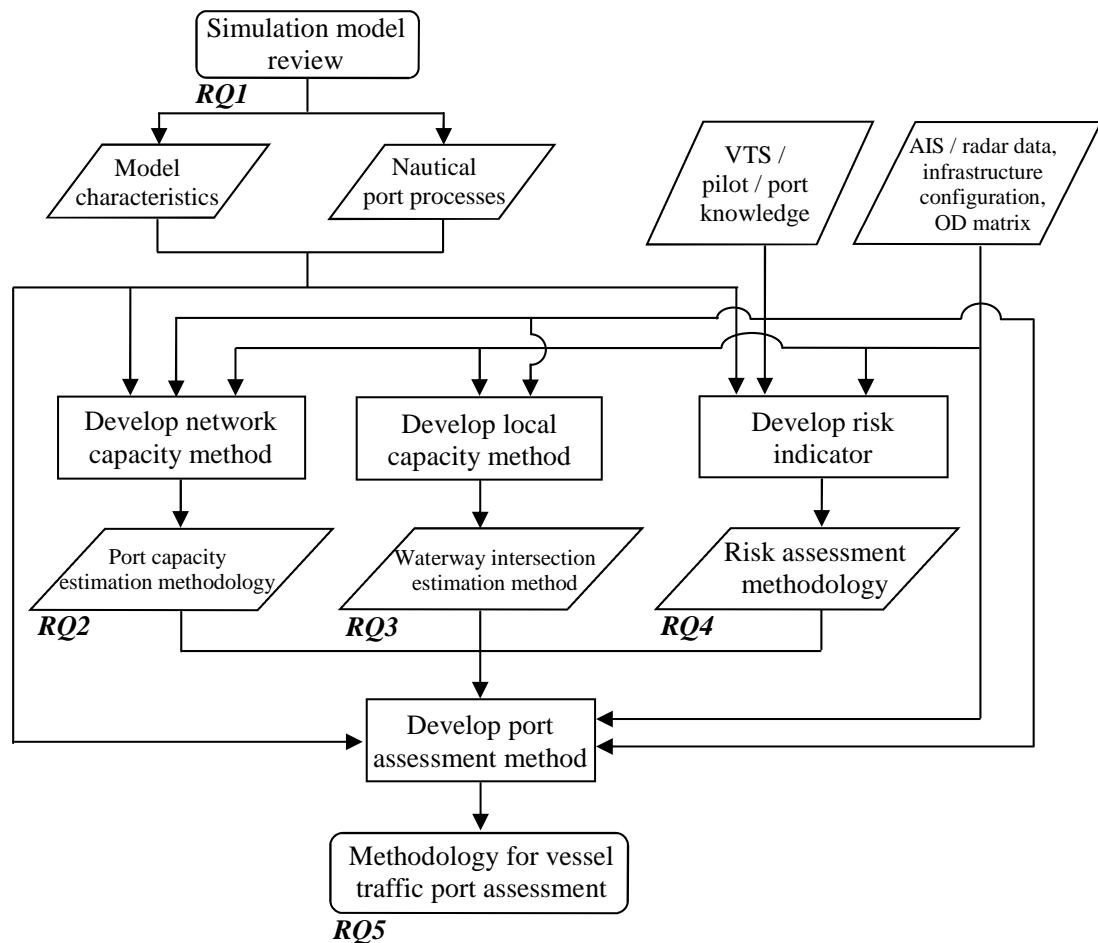 Simulation model
review
RQ1
Model
characteristics
Nautical
port processes
VTS /
pilot / port
knowledge
AIS / radar data,
infrastructure
configuration,
OD matrix
Develop network
capacity method
Develop local
capacity method
Develop risk
indicator
Port capacity
estimation methodology
RQ2
Waterway intersection
estimation method
RQ3
Risk assessment
methodology
RQ4
Develop port
assessment method
Methodology for vessel
traffic port assessment
RQ5